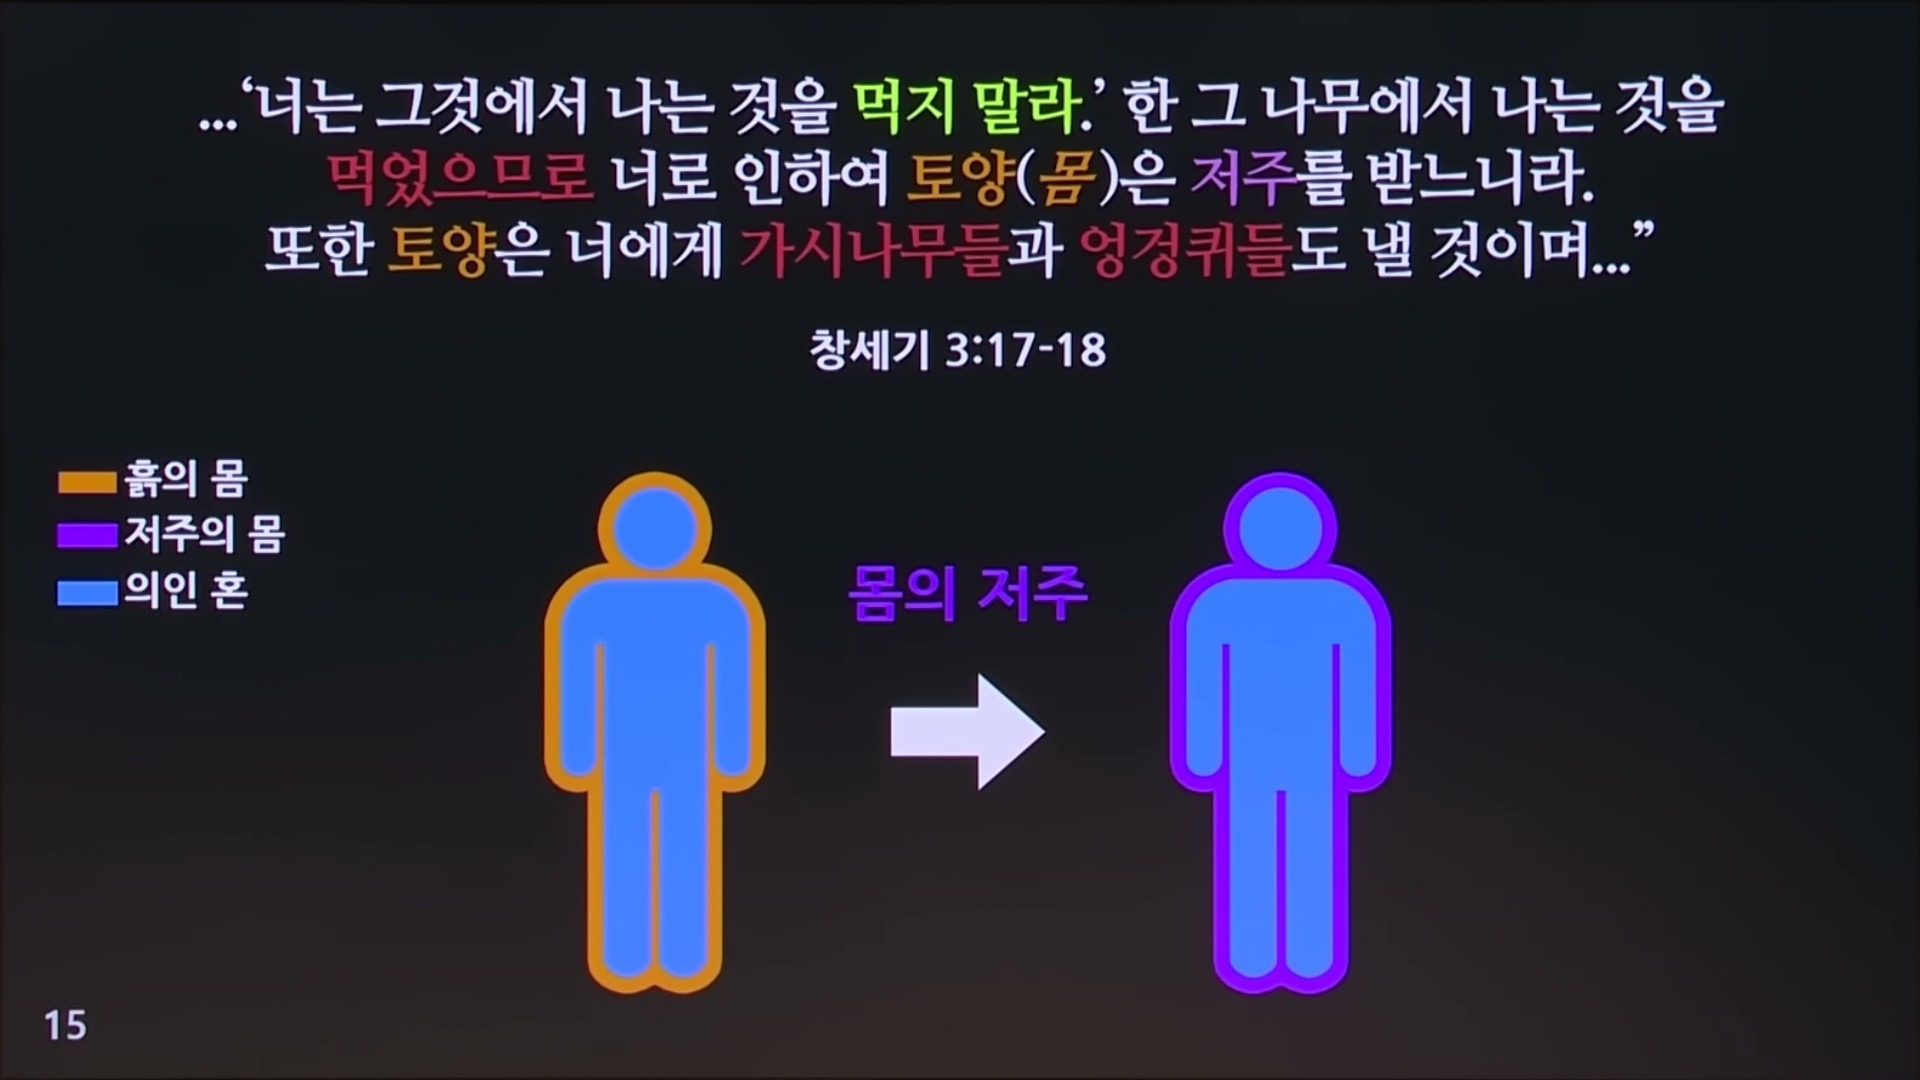 ...‘너는 그것에서 나는 것을 먹지 말라.’ 한 그 나무에서 나는 것을
먹었으므로 너로 인하여 토양(몸)은 저주를 받느니라.
또한 토양은 너에게 가시나무들과 엉겅퀴들도 낼 것이며...”
창세기 3:17-18
흙의 몸
저주의 몸
의인 혼
몸의 저주
15